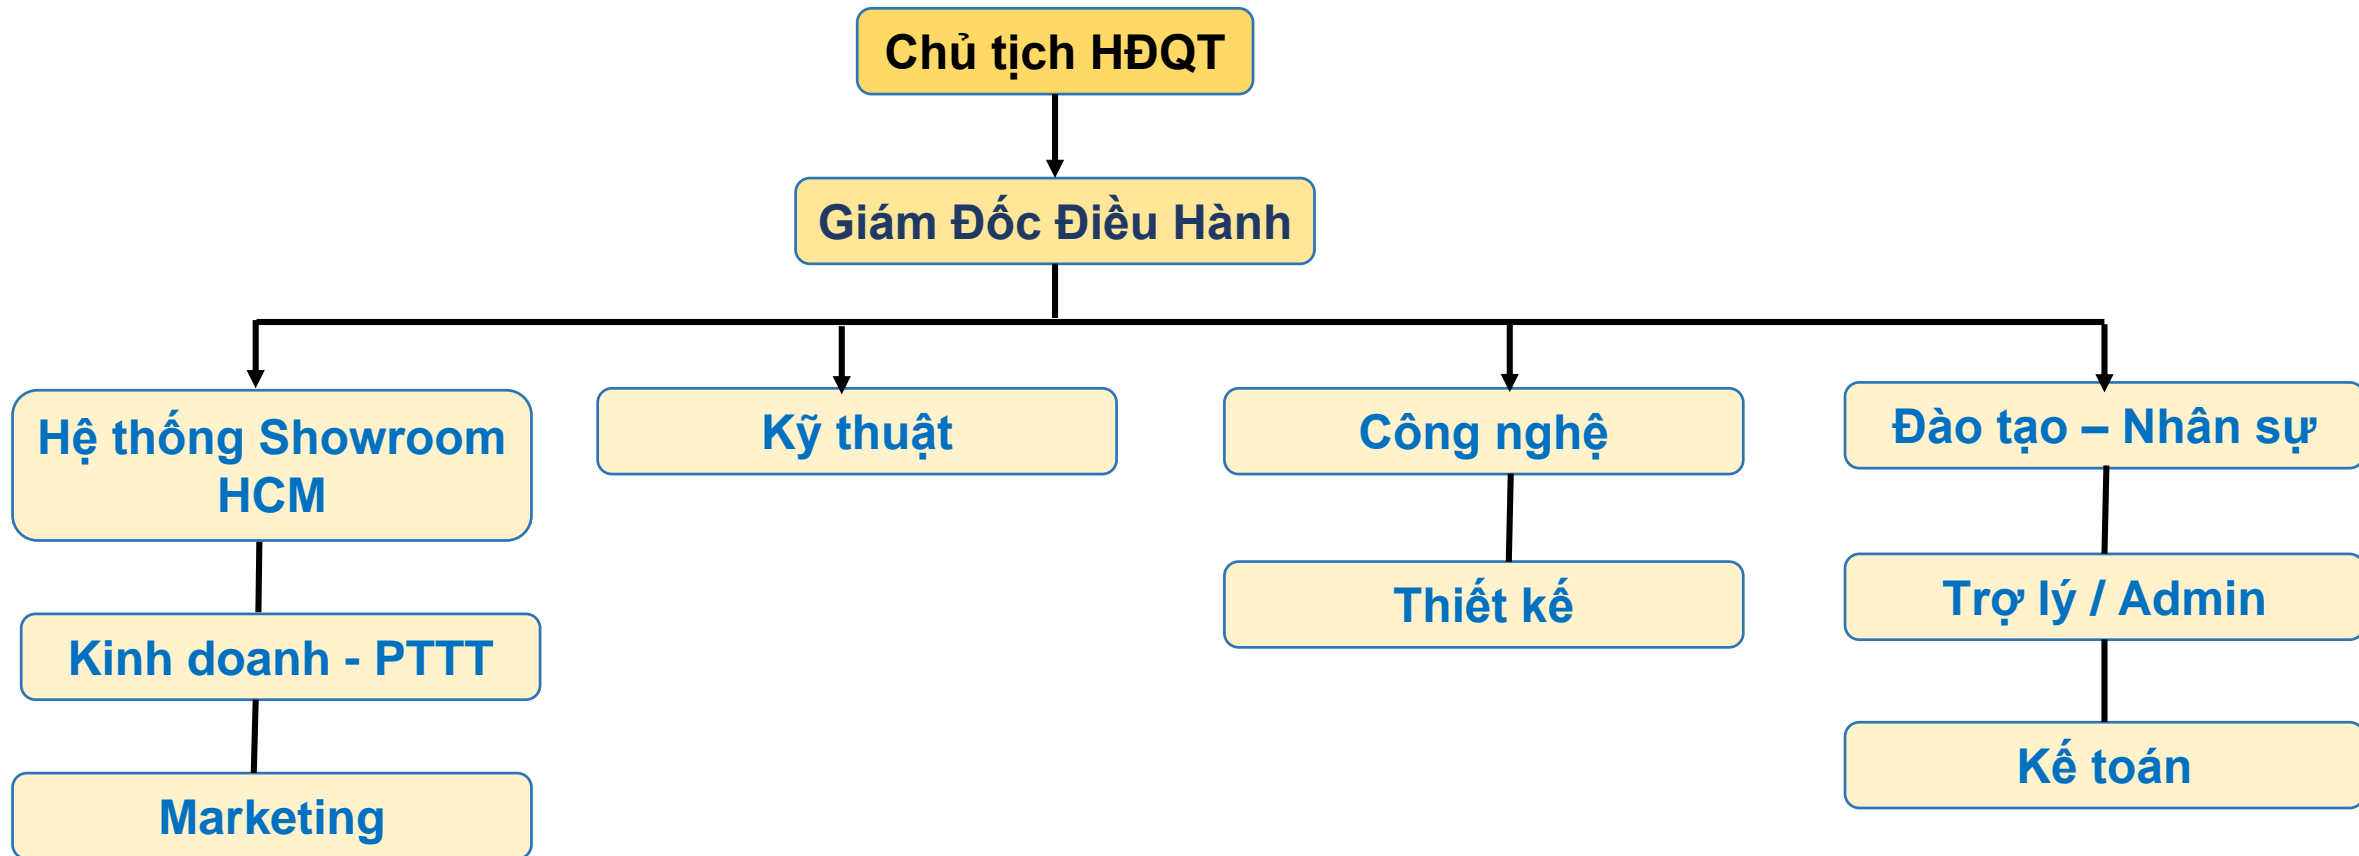 Chủ tịch HĐQT
Giám Đốc Điều Hành
Hệ thống Showroom
HCM
Kỹ thuật
Công nghệ
Đào tạo – Nhân sự
Thiết kế
Trợ lý / Admin
Kinh doanh - PTTT
Kế toán
Marketing